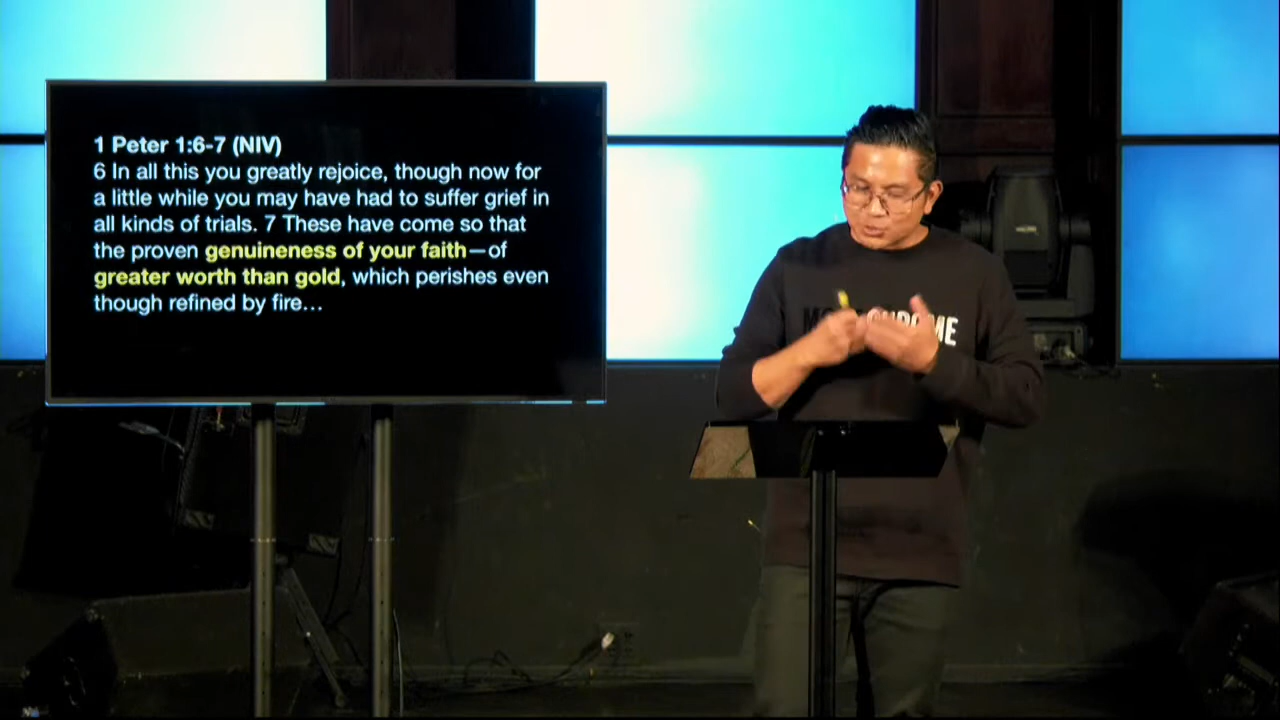 1 Peter 1:6-7 (NIV)
6 In all this you greatly rejoice, though now for
a little while you may have had to suffer grief in
all kinds of trials. 7 These have come so that
the proven genuineness of your faith—of
greater worth than gold, which perishes even
though refined by fire…